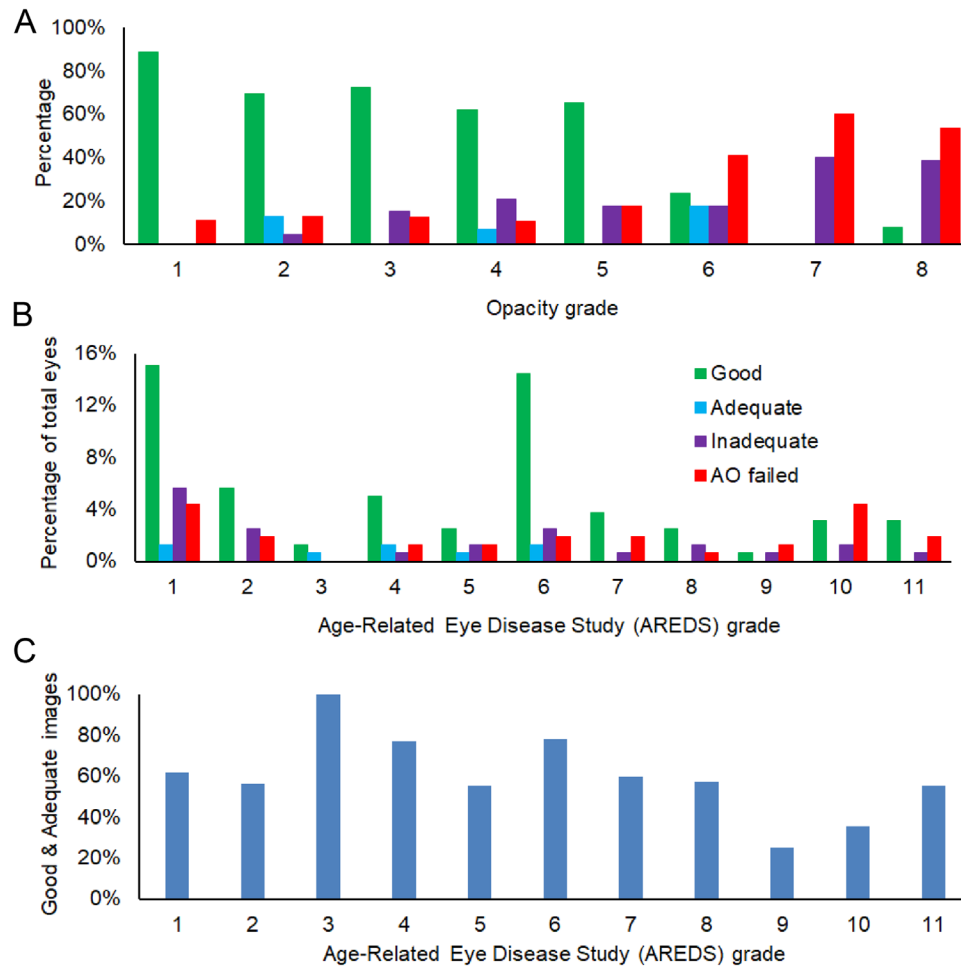 A
100%
80%
60%
40%
20%
0%
Percentage
1 2 3 4 5 6 7 8
Opacity grade
B
16%
12%
8%
4%
0%
Percentage of total eyes
Good
Adequate
Inadequate
AO failed
1 2 3 4 5 6 7 8 9 10 11
Age-Related Eye Disease Study (AREDS) grade
C
100%
80%
60%
40%
20%
0%
Good & Adequate images
1 2 3 4 5 6 7 8 9 10 11
Age-Related Eye Disease Study (AREDS) grade